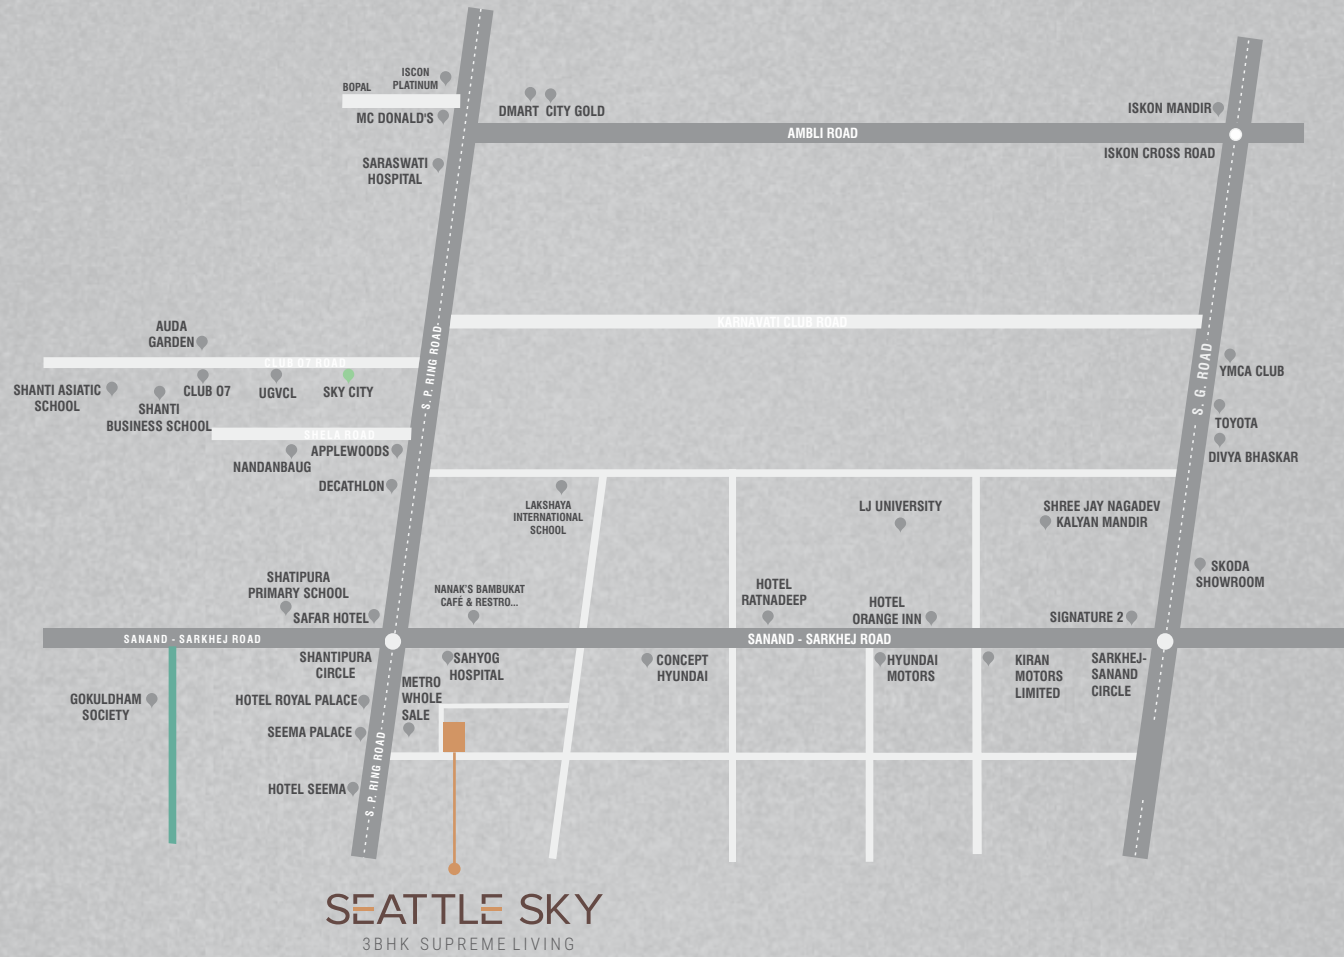 ISCON
PLATINUM
BOPAL
MC DONALD'S
DMART CITY GOLD
ISKON MANDIR
AMBLI ROAD
ISKON CROSS ROAD
SARASWATI
HOSPITAL
KARNAVATI CLUB ROAD
S. P. RING ROAD
S. G. ROAD
AUDA
GARDEN
CLUB O7 ROAD
SHANTI ASIATIC
SCHOOL
SHANTI
BUSINESS SCHOOL
CLUB O7
UGVCL
SKY CITY
YMCA CLUB
TOYOTA
DIVYA BHASKAR
SHELA ROAD
APPLEWOODS
NANDANBAUG
DECATHLON
LAKSHAYA
INTERNATIONAL
SCHOOL
LJ UNIVERSITY
SHREE JAY NAGADEV
KALYAN MANDIR
SKODA
SHOWROOM
SHATIPURA
PRIMARY SCHOOL
SAFAR HOTEL
NANAK'S BAMBUKAT
CAFÉ & RESTRO...
HOTEL
RATNADEEP
HOTEL
ORANGE INN
SIGNATURE 2
SANAND - SARKHEJ ROAD
SANAND - SARKHEJ ROAD
SHANTIPURA
CIRCLE
SAHYOG
HOSPITAL
CONCEPT
HYUNDAI
HYUNDAI
MOTORS
KIRAN
MOTORS
LIMITED
SARKHEJ-
SANAND
CIRCLE
GOKULDHAM
SOCIETY
HOTEL ROYAL PALACE
METRO
WHOLE
SALE
SEEMA PALACE
S. P. RING ROAD
HOTEL SEEMA
SEATTLE SKY
3BHK SUPREME LIVING